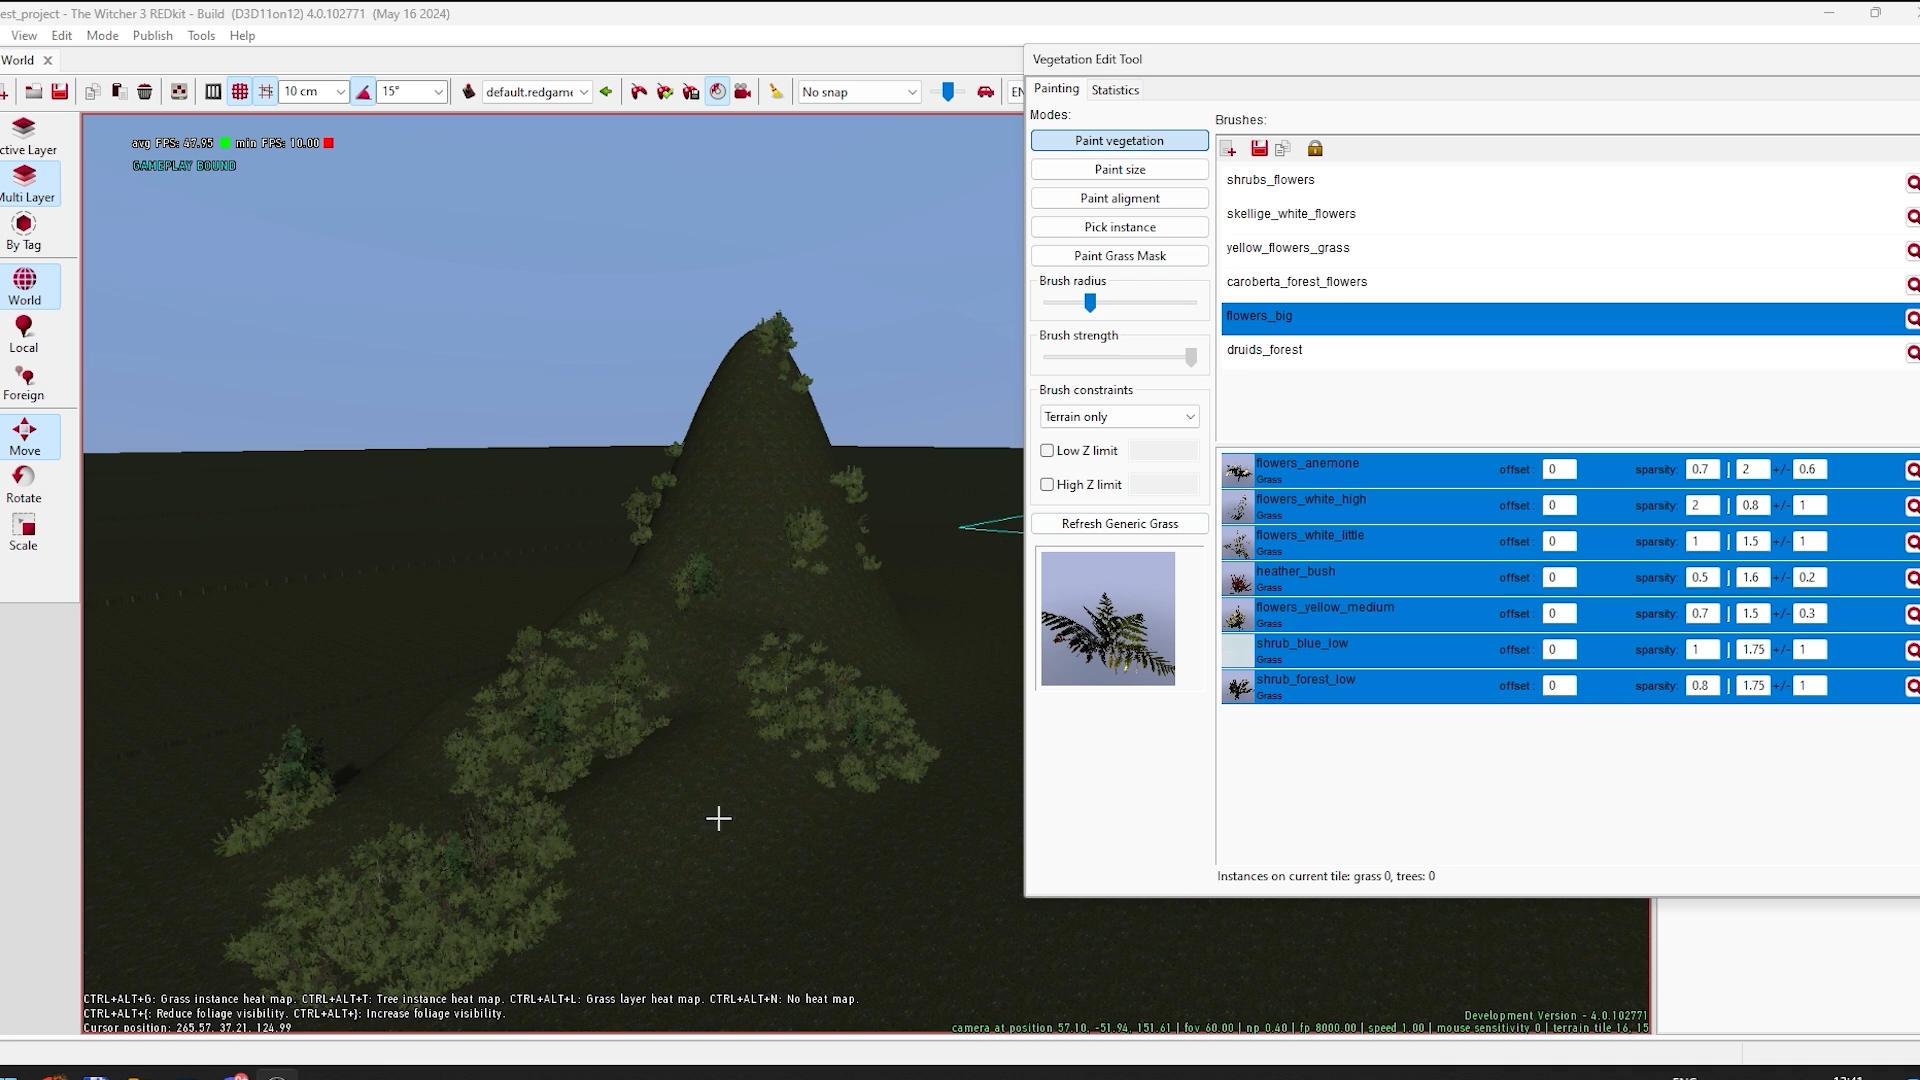 est_project - The Witcher 3 REDkit - Build (D3D11on12) 4.0.102771 (May 16 2024)
View Edit Mode Publish Tools Help
World
10 cm 15° default.redgame No snap EN
ctive Layer
Multi Layer
By Tag
World
Local
Foreign
Move
Rotate
Scale
avg FPS: 47.95 min FPS: 10.00
GAMEPLAY BOUND
Vegetation Edit Tool
Painting Statistics
Modes:
Paint vegetation
Paint size
Paint aligment
Pick instance
Paint Grass Mask
Brush radius
Brush strength
Brush constraints
Terrain only
Low Z limit
High Z limit
Refresh Generic Grass
Brushes:
shrubs_flowers
skellige_white_flowers
yellow_flowers_grass
caroberta_forest_flowers
flowers_big
druids_forest
flowers_anemone offset: 0 sparsity: 0.7 | 2 +/- 0.6
Grass
flowers_white_high offset: 0 sparsity: 2 | 0.8 +/- 1
Grass
flowers_white_little offset: 0 sparsity: 1 | 1.5 +/- 1
Grass
heather_bush offset: 0 sparsity: 0.5 | 1.6 +/- 0.2
Grass
flowers_yellow_medium offset: 0 sparsity: 0.7 | 1.5 +/- 0.3
Grass
shrub_blue_low offset: 0 sparsity: 1 | 1.75 +/- 1
Grass
shrub_forest_low offset: 0 sparsity: 0.8 | 1.75 +/- 1
Grass
Instances on current tile: grass 0, trees: 0
CTRL+ALT+G: Grass instance heat map. CTRL+ALT+T: Tree instance heat map. CTRL+ALT+L: Grass layer heat map. CTRL+ALT+N: No heat map.
CTRL+ALT+{: Reduce foliage visibility. CTRL+ALT+}: Increase foliage visibility.
Cursor position: 265.57, 37.21, 124.99
Development Version - 4.0.102771
camera at position 57.10, -51.94, 151.61 | fov 60.00 | np 0.40 | fp 8000.00 | speed 1.00 | mouse sensitivity 0 | terrain tile 16, 15